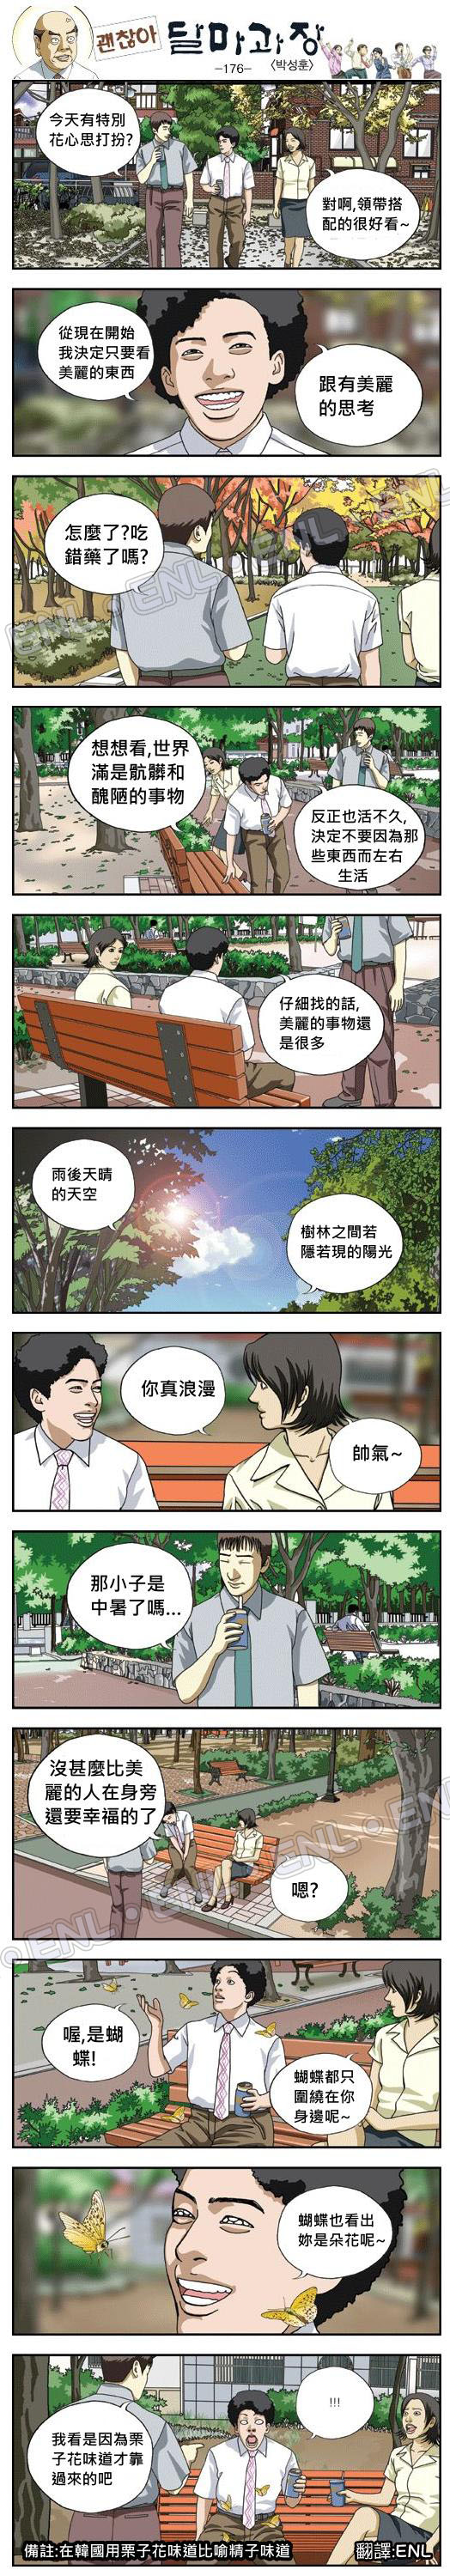 괜찮아
달마과장
-176-
〈박성훈〉
今天有特別
花心思打扮?
對啊,領帶搭
配的很好看~
從現在開始
我決定只要看
美麗的東西
跟有美麗
的思考
怎麼了?吃
錯藥了嗎?
ENL·ENL·ENL
想想看,世界
滿是骯髒和
醜陋的事物
反正也活不久,
決定不要因為那
些東西而左右
生活
仔細找的話,
美麗的事物還
是很多
雨後天晴
的天空
樹林之間若
隱若現的陽光
你真浪漫
帥氣~
那小子是
中暑了嗎...
沒甚麼比美
麗的人在身旁
還要幸福的了
嗯?
·ENL·ENL·ENL·ENL
喔,是蝴
蝶!
蝴蝶都只
圍繞在你
身邊呢~
蝴蝶也看出
妳是朵花呢~
!!!
我看是因為栗
子花味道才靠
過來的吧
備註:在韓國用栗子花味道比喻精子味道
翻譯:ENL